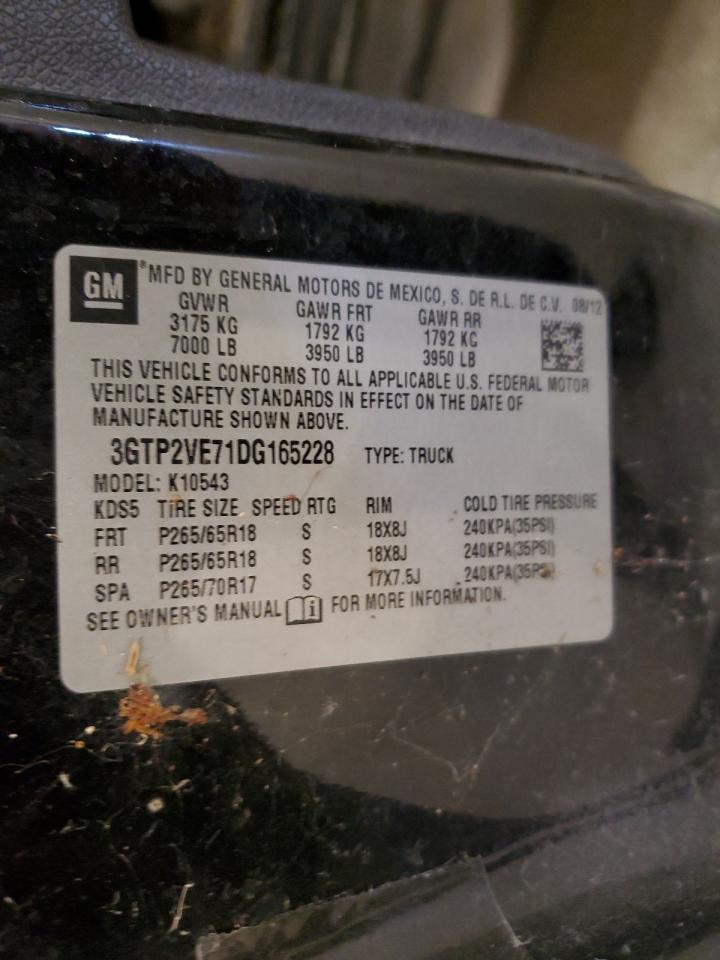 GM
®MFD BY GENERAL MOTORS DE MEXICO, S. DE R.L. DE C.V. 08/12
GVWR GAWR FRT GAWR RR
3175 KG 1792 KG 1792 KG
7000 LB 3950 LB 3950 LB
THIS VEHICLE CONFORMS TO ALL APPLICABLE U.S. FEDERAL MOTOR
VEHICLE SAFETY STANDARDS IN EFFECT ON THE DATE OF
MANUFACTURE SHOWN ABOVE.
3GTP2VE71DG165228 TYPE: TRUCK
MODEL: K10543
KDS5 TIRE SIZE SPEED RTG RIM COLD TIRE PRESSURE
FRT P265/65R18 S 18X8J 240KPA(35PSI)
RR P265/65R18 S 18X8J 240KPA(35PSI)
SPA P265/70R17 S 17X7.5J 240KPA(35PSI)
SEE OWNER'S MANUAL FOR MORE INFORMATION.